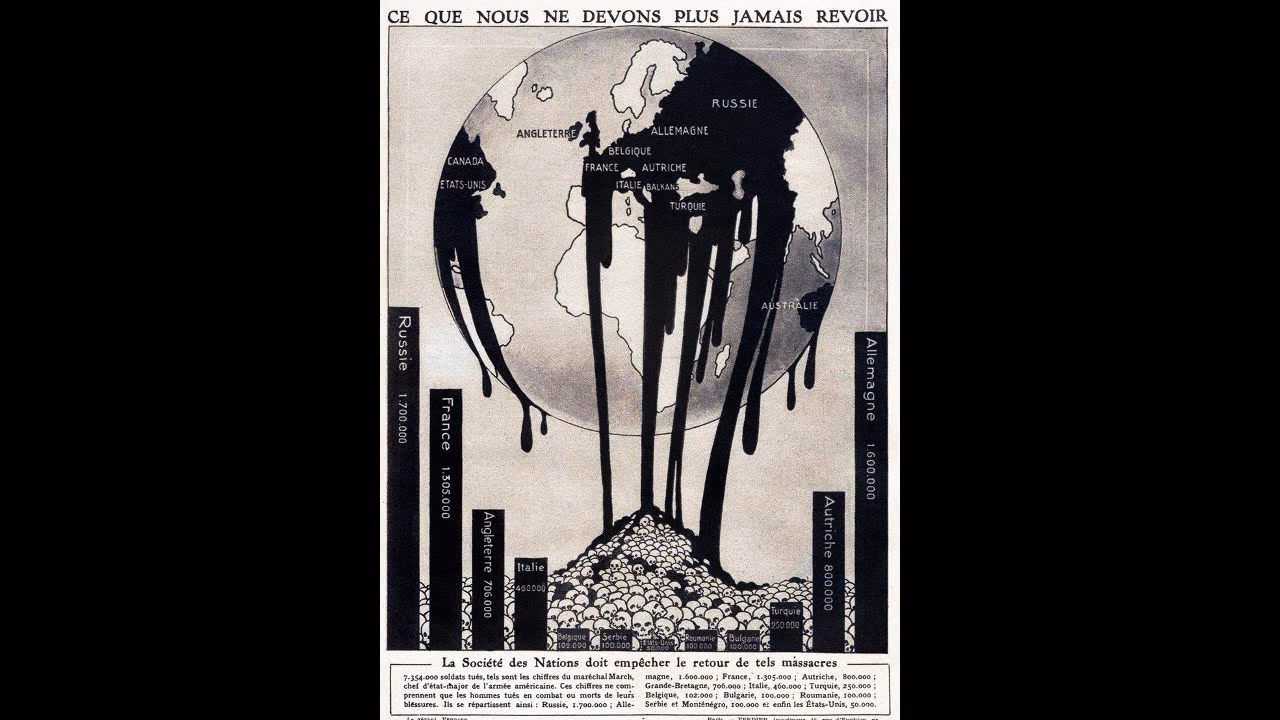 CE QUE NOUS NE DEVONS PLUS JAMAIS REVOIR
RUSSIE
ANGLETERRE
ALLEMAGNE
BELGIQUE
CANADA
FRANCE
AUTRICHE
ETATS-UNIS
ITALIE
BALKANS
TURQUIE
AUSTRALIE
Russie 1.700.000
France 1.305.000
Angleterre 706.000
Italie
460.000
Belgique
102.000
Serbie
100.000
Etats-Unis
50.000
Roumanie
100.000
Bulgarie
100.000
Turquie
250.000
Autriche 800.000
Allemagne 1.600.000
La Société des Nations doit empêcher le retour de tels massacres
7.354.000 soldats tués, tels sont les chiffres du maréchal March,
chef d'état-major de l'armée américaine. Ces chiffres ne com-
prennent que les hommes tués en combat ou morts de leurs
blessures. Ils se répartissent ainsi : Russie, 1.700.000 ; Alle-
magne, 1.600.000 ; France, 1.305.000 ; Autriche, 800.000 ;
Grande-Bretagne, 706.000 ; Italie, 460.000 ; Turquie, 250.000 ;
Belgique, 102.000 ; Bulgarie, 100.000 ; Roumanie, 100.000 ;
Serbie et Monténégro, 100.000 et enfin les États-Unis, 50.000.